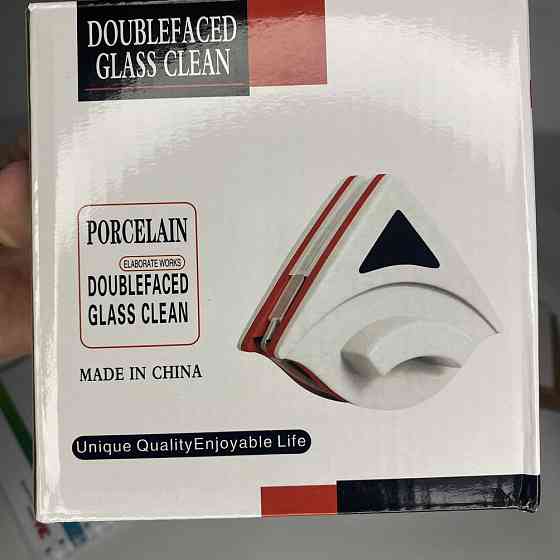 DOUBLEFACED
GLASS CLEAN
PORCELAIN
ELABORATE WORKS
DOUBLEFACED
GLASS CLEAN
MADE IN CHINA
Unique QualityEnjoyable Life